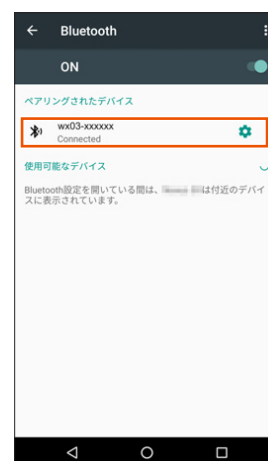 Bluetooth
ON
ペアリングされたデバイス
wx03-xxxxxx
Connected
使用可能なデバイス
Bluetooth設定を開いている間は、 は付近のデバイ
スに表示されています。